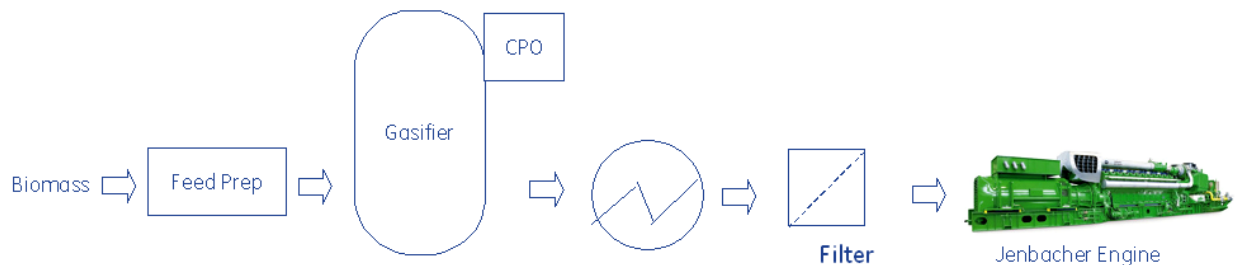 Biomass
Feed Prep
Gasifier
CPO
Filter
Jenbacher Engine